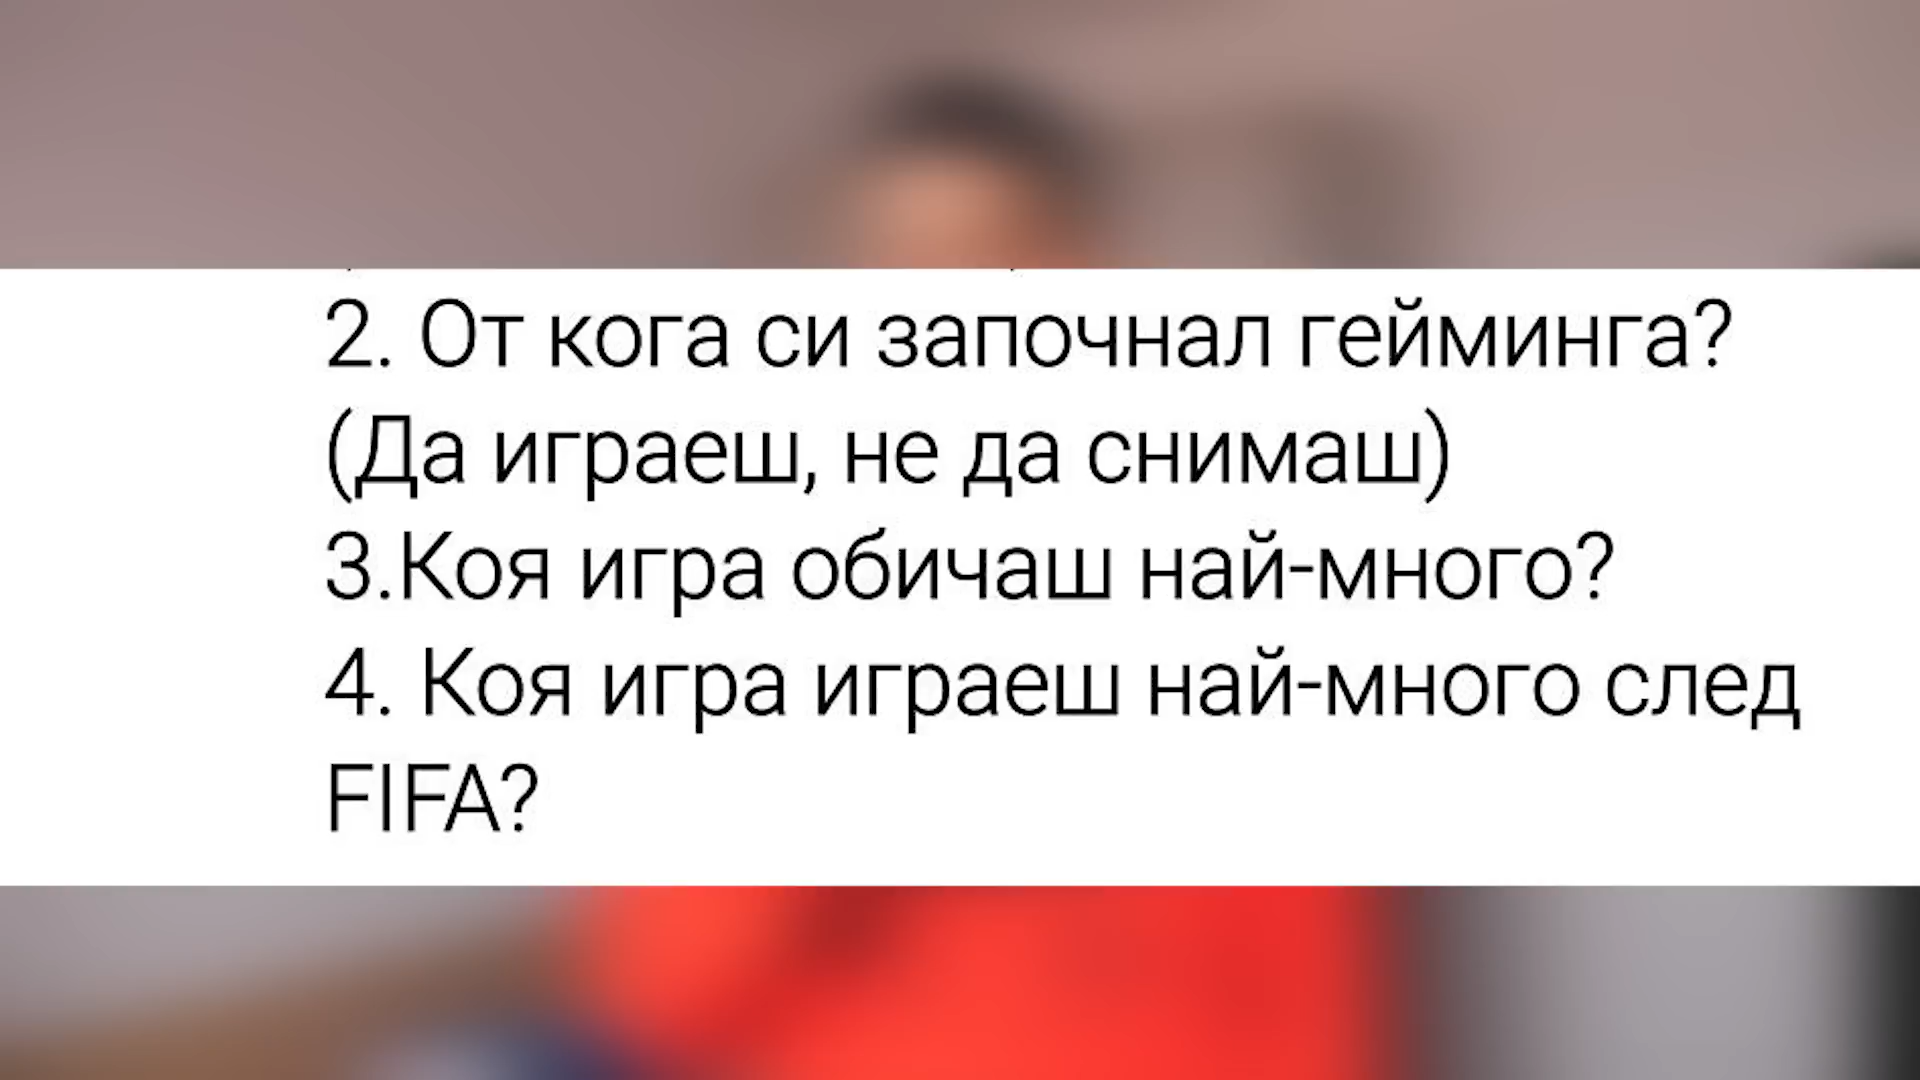 2. От кога си започнал гейминга?
(Да играеш, не да снимаш)
3.Коя игра обичаш най-много?
4. Коя игра играеш най-много след
FIFA?